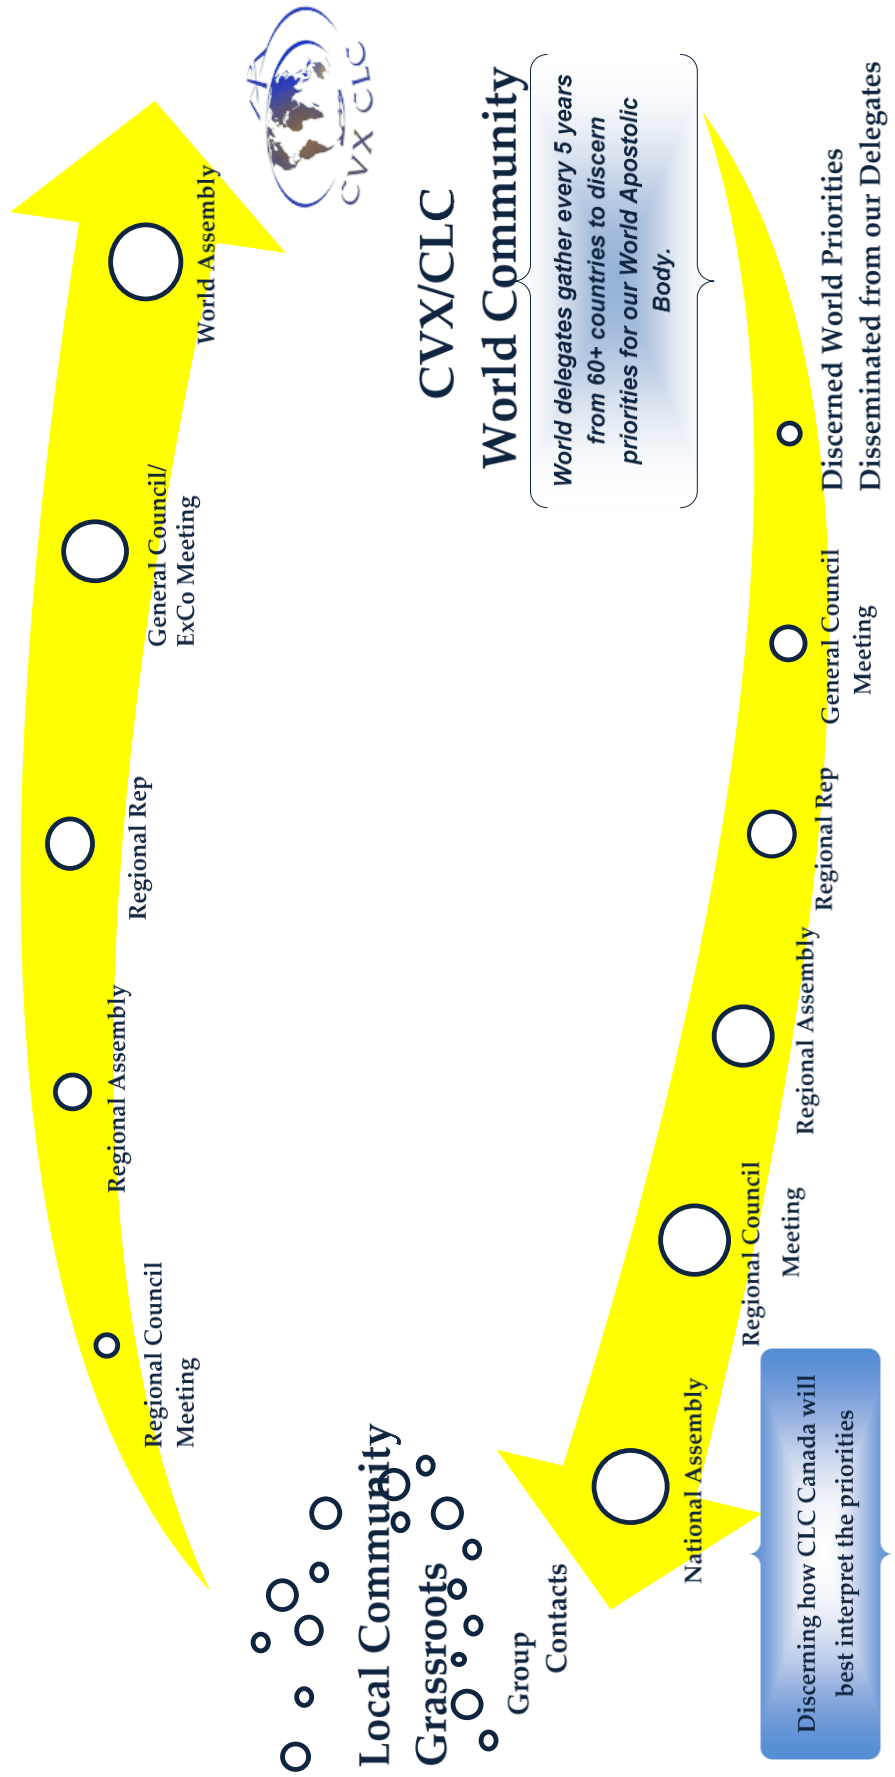 Regional Council
Meeting
Regional Assembly
Regional Rep
General Council/
ExCo Meeting
World Assembly
CVX CLC
Local Community
Grassroots
Group
Contacts
CVX/CLC
World Community
World delegates gather every 5 years
from 60+ countries to discern
priorities for our World Apostolic
Body.
National Assembly
Regional Council
Meeting
Regional Assembly
Regional Rep
General Council
Meeting
Discerned World Priorities
Disseminated from our Delegates
Discerning how CLC Canada will
best interpret the priorities